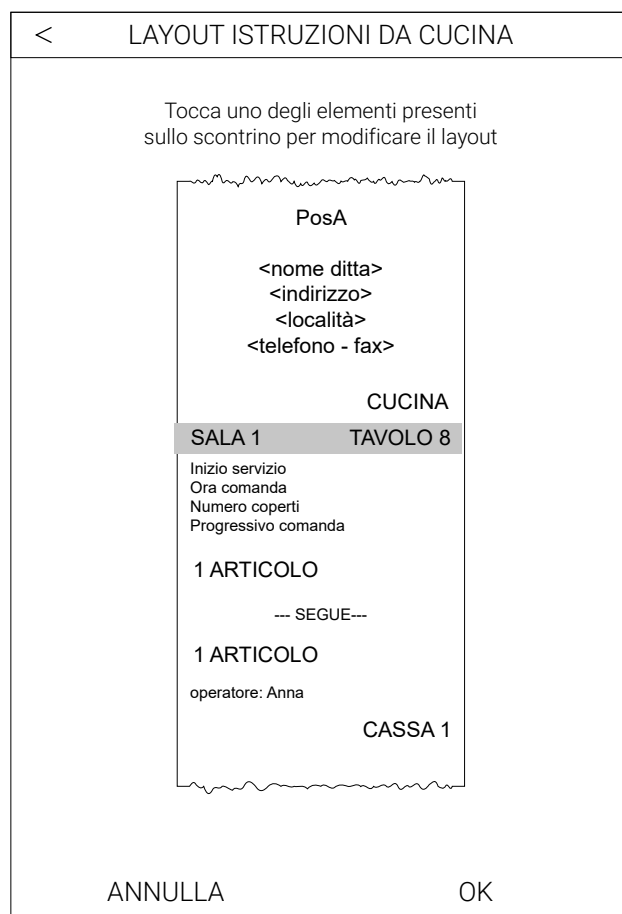 < LAYOUT ISTRUZIONI DA CUCINA
Tocca uno degli elementi presenti
sullo scontrino per modificare il layout
PosA
<nome ditta>
<indirizzo>
<località>
<telefono - fax>
CUCINA
SALA 1 TAVOLO 8
Inizio servizio
Ora comanda
Numero coperti
Progressivo comanda
1 ARTICOLO
--- SEGUE---
1 ARTICOLO
operatore: Anna
CASSA 1
ANNULLA OK